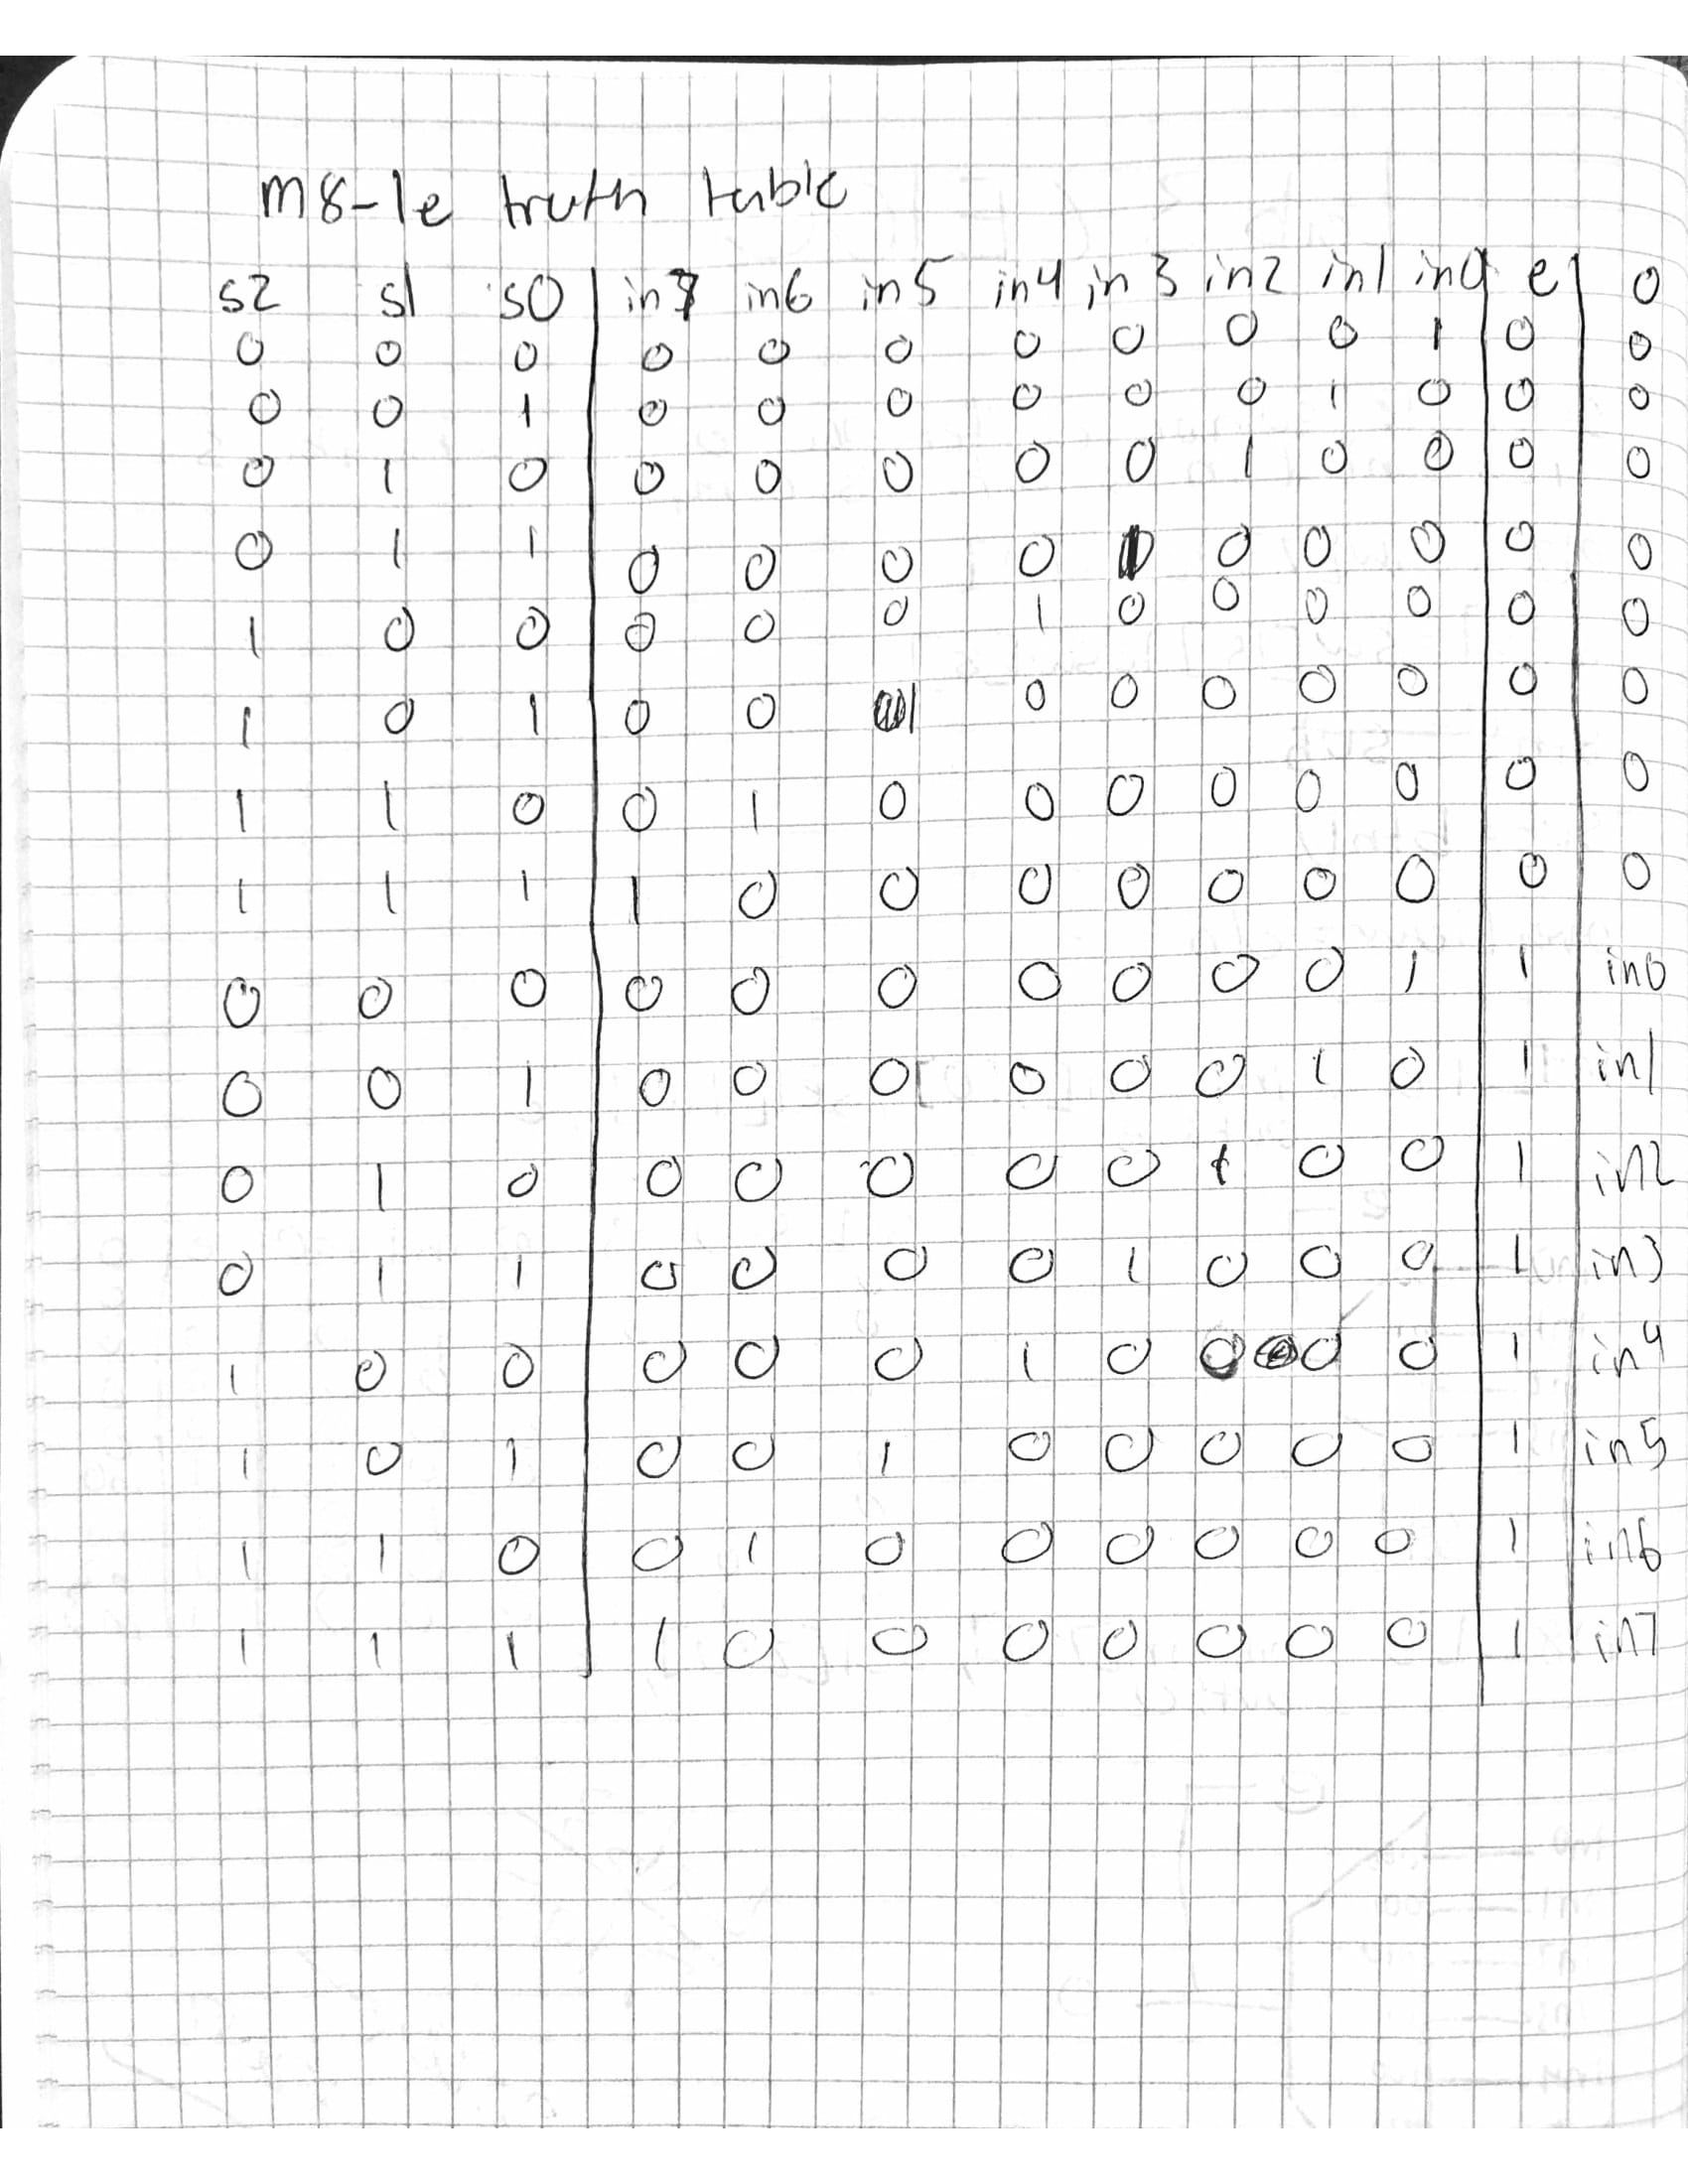 m8-1e truth table
s2 s1 s0 in7 in6 in5 in4 in3 in2 in1 in0 e o
0 0 0 0 0 0 0 0 0 0 1 0 0
0 0 1 0 0 0 0 0 0 1 0 0 0
0 1 0 0 0 0 0 0 1 0 0 0 0
0 1 1 0 0 0 0 1 0 0 0 0 0
1 0 0 0 0 0 1 0 0 0 0 0 0
1 0 1 0 0 1 0 0 0 0 0 0 0
1 1 0 0 1 0 0 0 0 0 0 0 0
1 1 1 1 0 0 0 0 0 0 0 0 0
0 0 0 0 0 0 0 0 0 0 1 1 in0
0 0 1 0 0 0 0 0 0 1 0 1 in1
0 1 0 0 0 0 0 0 1 0 0 1 in2
0 1 1 0 0 0 0 1 0 0 0 1 in3
1 0 0 0 0 0 1 0 0 0 0 1 in4
1 0 1 0 0 1 0 0 0 0 0 1 in5
1 1 0 0 1 0 0 0 0 0 0 1 in6
1 1 1 1 0 0 0 0 0 0 0 1 in7